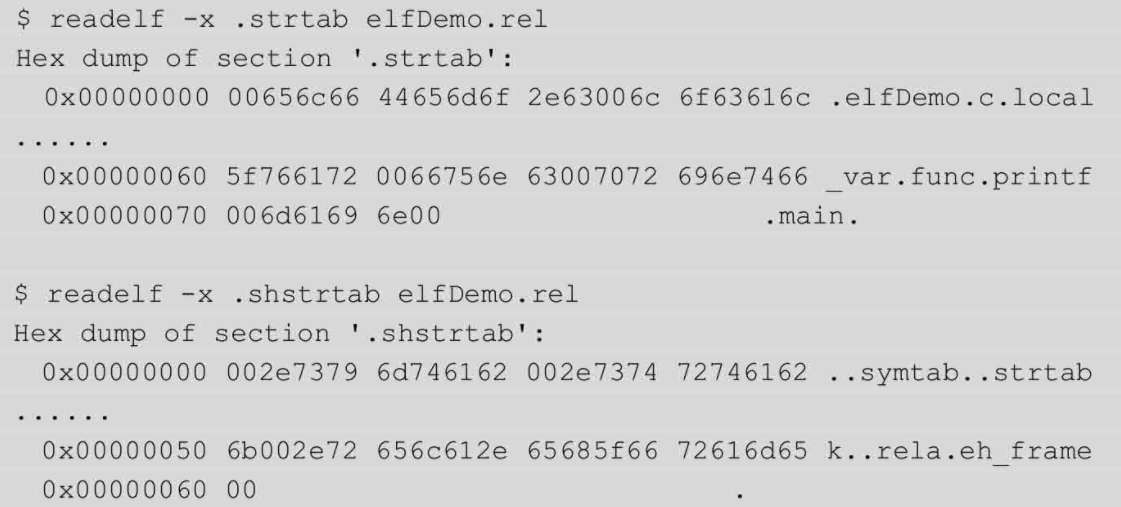 $ readelf -x .strtab elfDemo.rel
Hex dump of section '.strtab':
  0x00000000 00656c66 44656d6f 2e63006c 6f63616c .elfDemo.c.local
......
  0x00000060 5f766172 0066756e 63007072 696e7466 _var.func.printf
  0x00000070 006d6169 6e00                       .main.

$ readelf -x .shstrtab elfDemo.rel
Hex dump of section '.shstrtab':
  0x00000000 002e7379 6d746162 002e7374 72746162 ..symtab..strtab
......
  0x00000050 6b002e72 656c612e 65685f66 72616d65 k..rela.eh_frame
  0x00000060 00                                  .